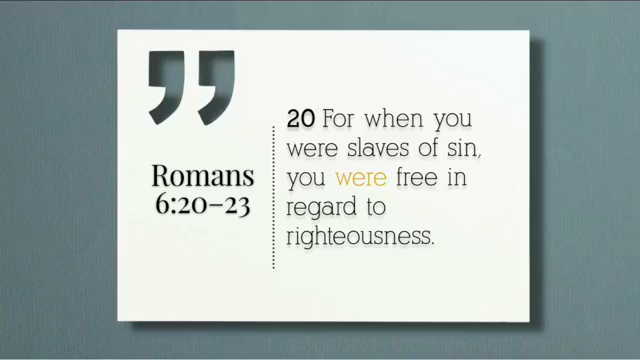 Romans
6:20–23
20 For when you
were slaves of sin,
you were free in
regard to
righteousness.